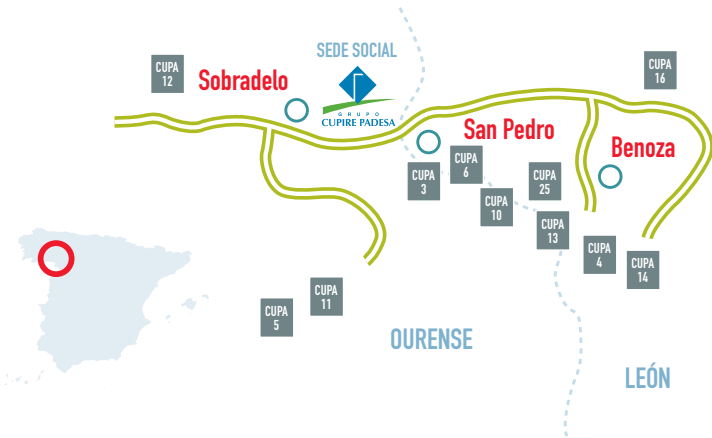 SEDE SOCIAL
CUPA
12
Sobradelo
GRUPO
CUPIRE PADESA
CUPA
16
San Pedro
Benoza
CUPA
3
CUPA
6
CUPA
10
CUPA
25
CUPA
13
CUPA
4
CUPA
14
CUPA
5
CUPA
11
OURENSE
LEÓN